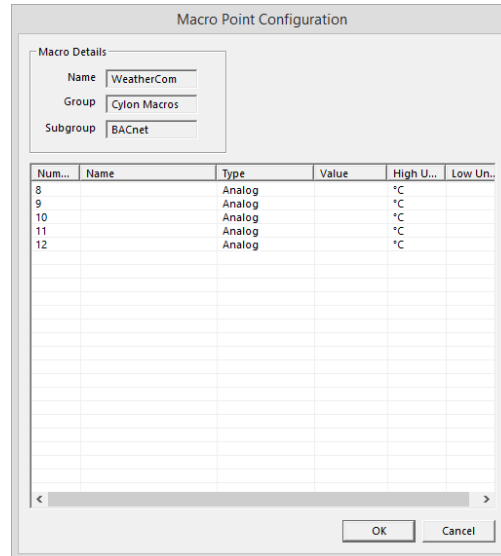 Macro Point Configuration
Macro Details
Name WeatherCom
Group Cylon Macros
Subgroup BACnet
Num... Name Type Value High U... Low Un..
8 Analog °C
9 Analog °C
10 Analog °C
11 Analog °C
12 Analog °C
OK Cancel